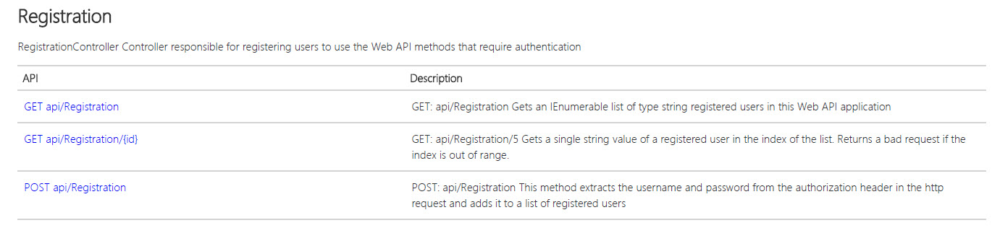 Registration
RegistrationController Controller responsible for registering users to use the Web API methods that require authentication
API Description
GET api/Registration GET: api/Registration Gets an IEnumerable list of type string registered users in this Web API application
GET api/Registration/{id} GET: api/Registration/5 Gets a single string value of a registered user in the index of the list. Returns a bad request if the
index is out of range.
POST api/Registration POST: api/Registration This method extracts the username and password from the authorization header in the http
request and adds it to a list of registered users